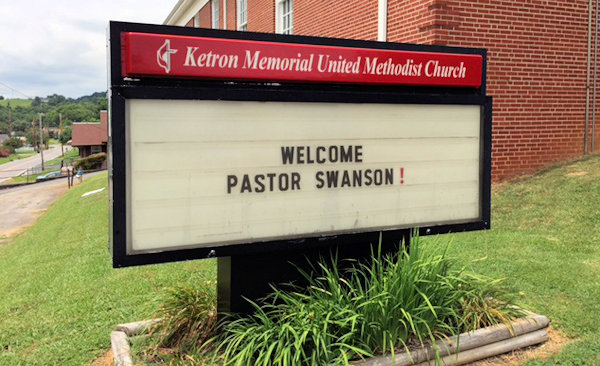 Ketron Memorial United Methodist Church
WELCOME
PASTOR SWANSON!